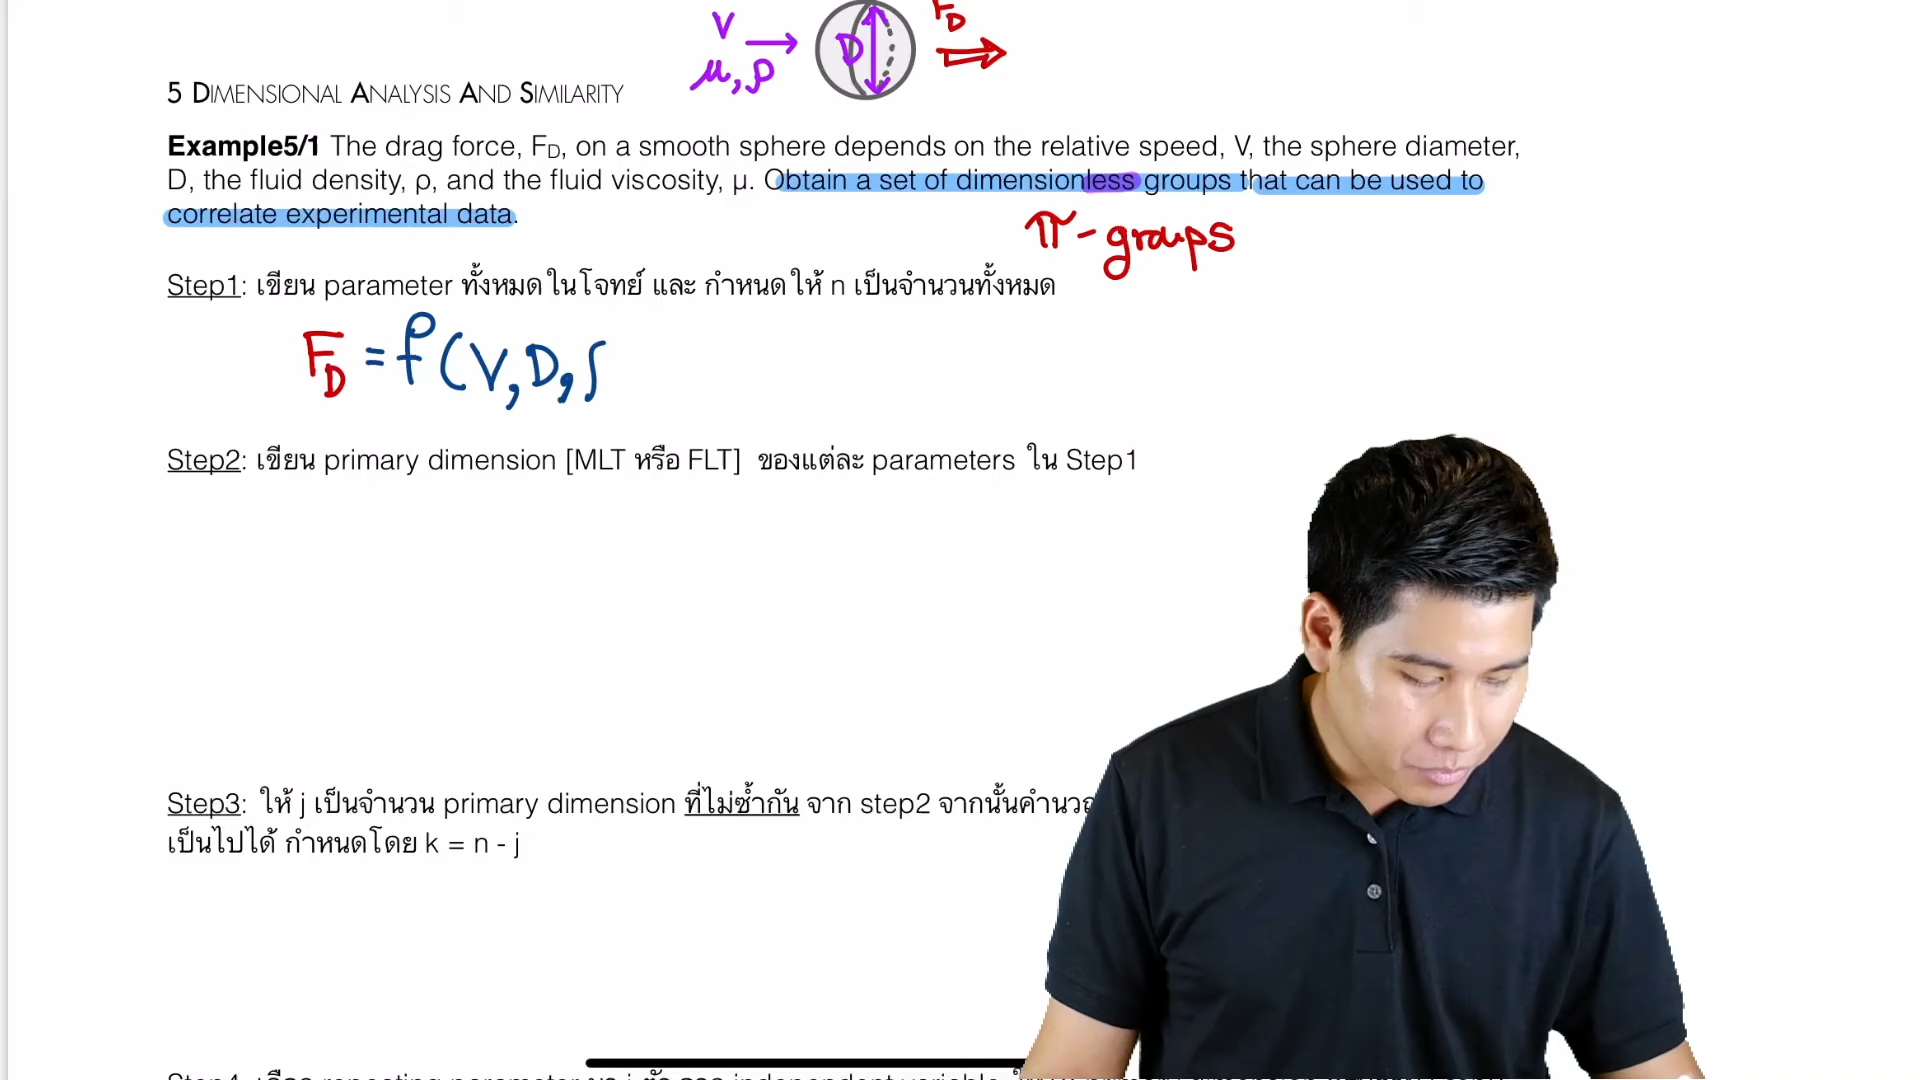 V
μ, ρ
D
F_D
5 DIMENSIONAL ANALYSIS AND SIMILARITY
Example5/1 The drag force, F_D, on a smooth sphere depends on the relative speed, V, the sphere diameter,
D, the fluid density, ρ, and the fluid viscosity, μ. Obtain a set of dimensionless groups that can be used to
correlate experimental data.
π-groups
Step1: เขียน parameter ทั้งหมดในโจทย์ และ กำหนดให้ n เป็นจำนวนทั้งหมด
F_D = f(V, D,
Step2: เขียน primary dimension [MLT หรือ FLT] ของแต่ละ parameters ใน Step1
Step3: ให้ j เป็นจำนวน primary dimension ที่ไม่ซ้ำกัน จาก step2 จากนั้นคำนวณ
เป็นไปได้ กำหนดโดย k = n - j